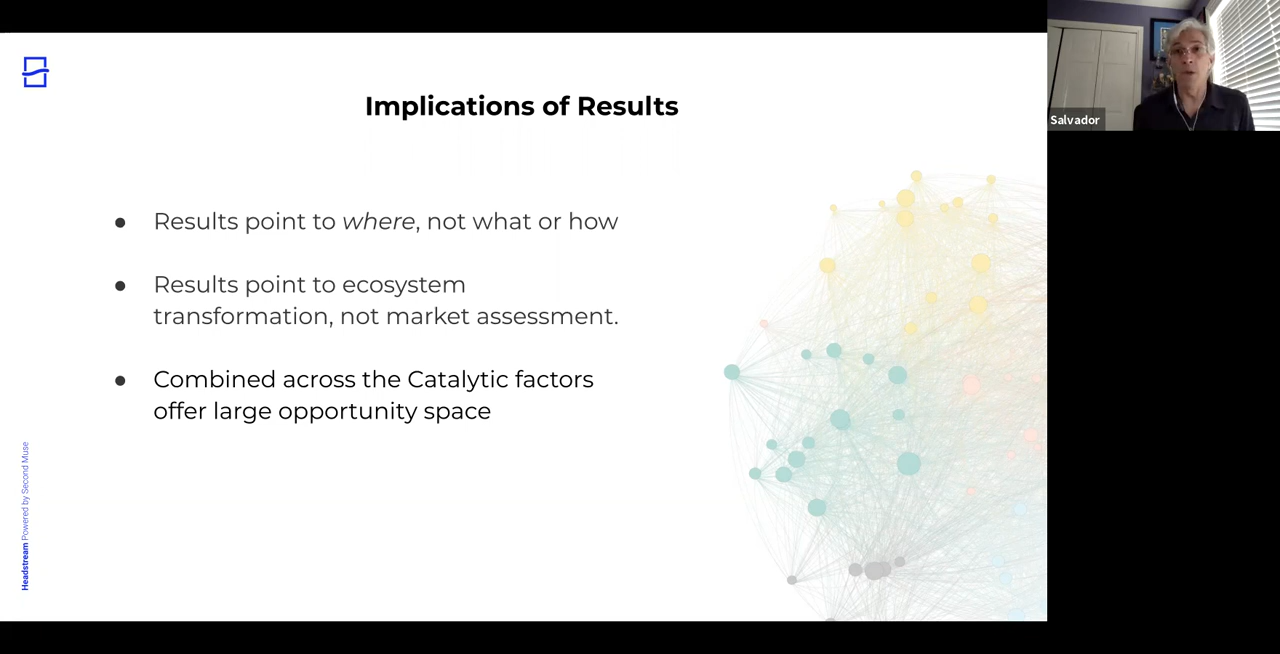 Implications of Results
● Results point to where, not what or how
● Results point to ecosystem
transformation, not market assessment.
● Combined across the Catalytic factors
offer large opportunity space
Headstream Powered by Second Muse
Salvador